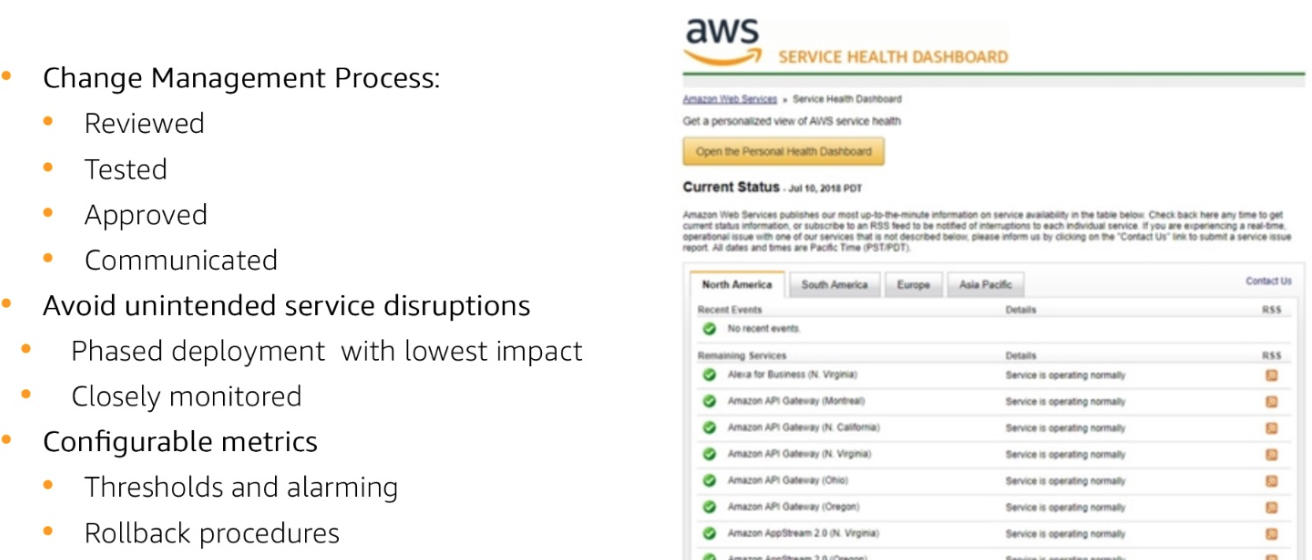 Change Management Process:
Reviewed
Tested
Approved
Communicated
Avoid unintended service disruptions
Phased deployment with lowest impact
Closely monitored
Configurable metrics
Thresholds and alarming
Rollback procedures
aws
SERVICE HEALTH DASHBOARD
Amazon Web Services » Service Health Dashboard
Get a personalized view of AWS service health
Open the Personal Health Dashboard
Current Status - Jul 10, 2018 PDT
Amazon Web Services publishes our most up-to-the-minute information on service availability in the table below. Check back here any time to get
current status information, or subscribe to an RSS feed to be notified of interruptions to each individual service. If you are experiencing a real-time,
operational issue with one of our services that is not described below, please inform us by clicking on the "Contact Us" link to submit a service issue
report. All dates and times are Pacific Time (PST/PDT).
North America South America Europe Asia Pacific Contact Us
Recent Events Details RSS
No recent events.
Remaining Services Details RSS
Alexa for Business (N. Virginia) Service is operating normally
Amazon API Gateway (Montreal) Service is operating normally
Amazon API Gateway (N. California) Service is operating normally
Amazon API Gateway (N. Virginia) Service is operating normally
Amazon API Gateway (Ohio) Service is operating normally
Amazon API Gateway (Oregon) Service is operating normally
Amazon AppStream 2.0 (N. Virginia) Service is operating normally
Amazon AppStream 2.0 (Oregon) Service is operating normally